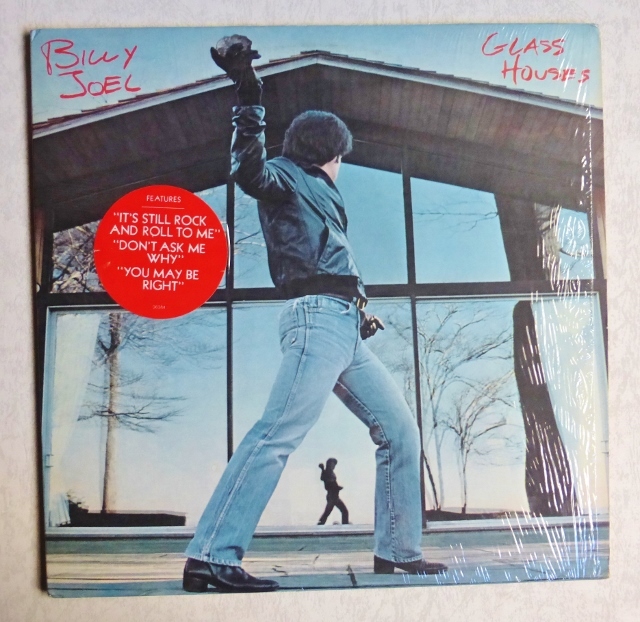 BILLY
JOEL
GLASS
HOUSES
FEATURES
"IT'S STILL ROCK
AND ROLL TO ME"
"DON'T ASK ME
WHY"
"YOU MAY BE
RIGHT"